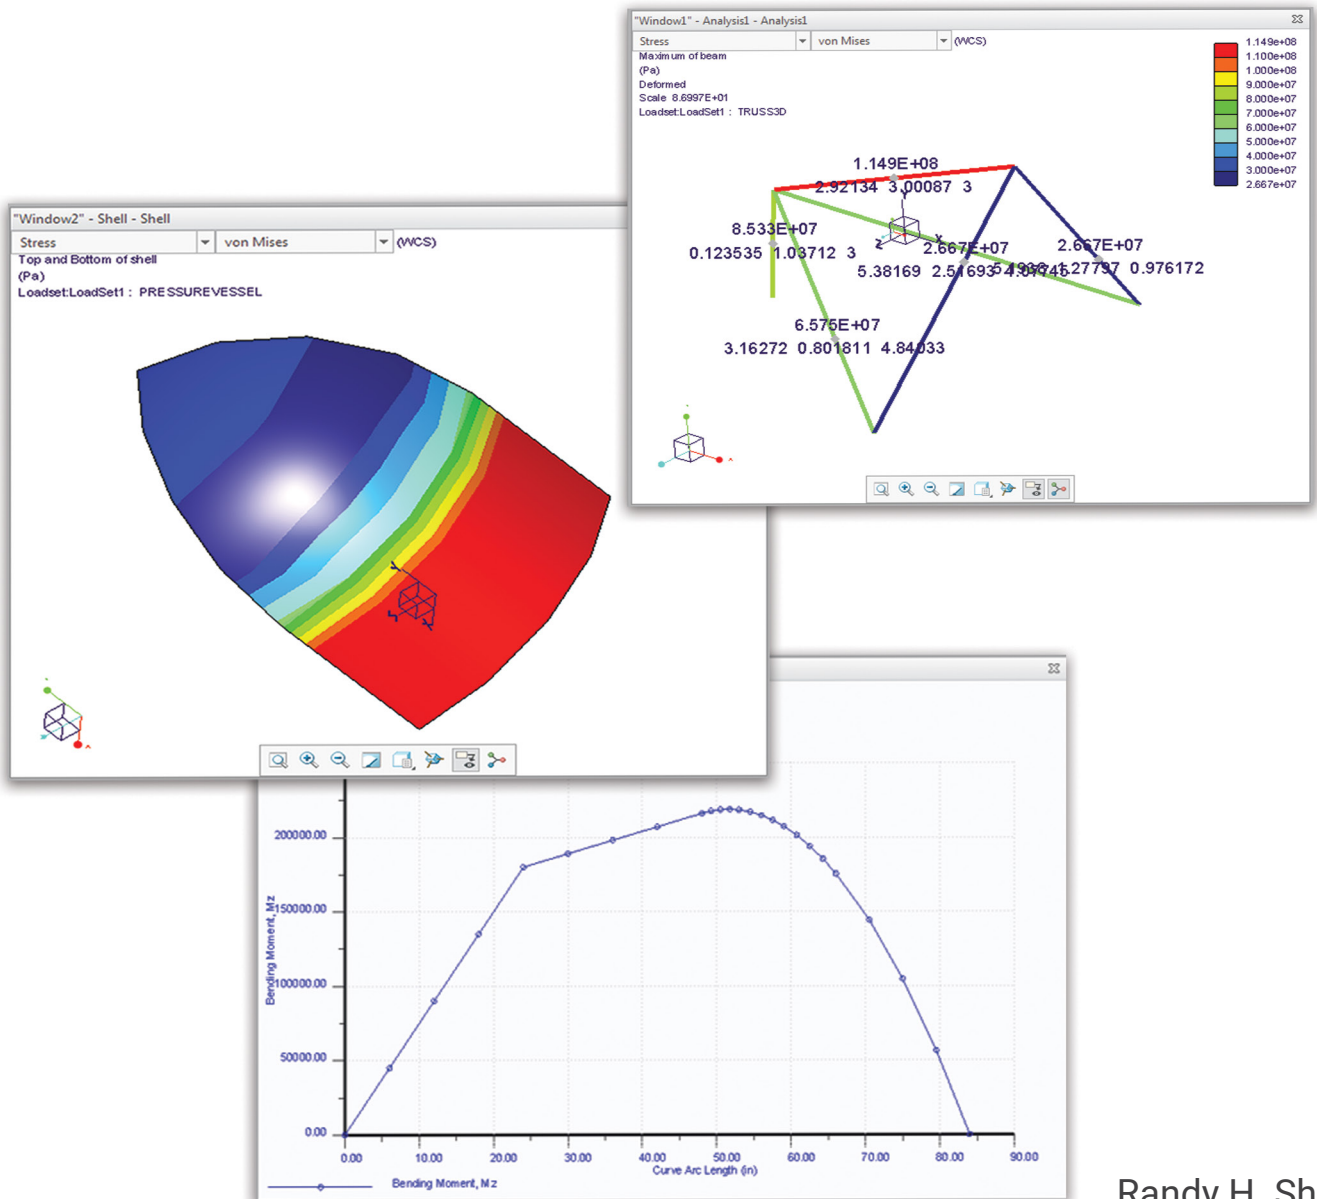 "Window1" - Analysis1 - Analysis1
Stress von Mises (WCS)
Maximum of beam
(Pa)
Deformed
Scale 8.6997E+01
Loadset:LoadSet1 : TRUSS3D
1.149e+08
1.100e+08
1.000e+08
9.000e+07
8.000e+07
7.000e+07
6.000e+07
5.000e+07
4.000e+07
3.000e+07
2.667e+07
1.149E+08
2.92134 3.00087 3
8.533E+07
0.123535 1.03712 3
2.667E+07
5.38169 2.51693
2.667E+07
1.27797 0.976172
6.575E+07
3.16272 0.801811 4.84033
Y
X
Z
"Window2" - Shell - Shell
Stress von Mises (WCS)
Top and Bottom of shell
(Pa)
Loadset:LoadSet1 : PRESSUREVESSEL
Y
200000.00
150000.00
100000.00
50000.00
0.00
Bending Moment, Mz
0.00 10.00 20.00 30.00 40.00 50.00 60.00 70.00 80.00 90.00
Curve Arc Length (in)
Bending Moment, Mz
Randy H. Sh